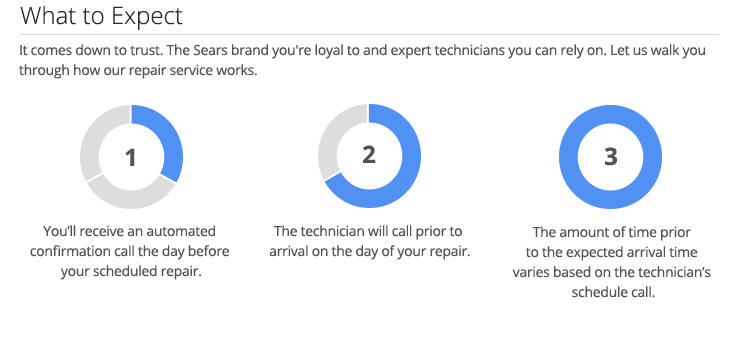 What to Expect
It comes down to trust. The Sears brand you're loyal to and expert technicians you can rely on. Let us walk you
through how our repair service works.
1
2
3
You’ll receive an automated
confirmation call the day before
your scheduled repair.
The technician will call prior to
arrival on the day of your repair.
The amount of time prior
to the expected arrival time
varies based on the technician’s
schedule call.